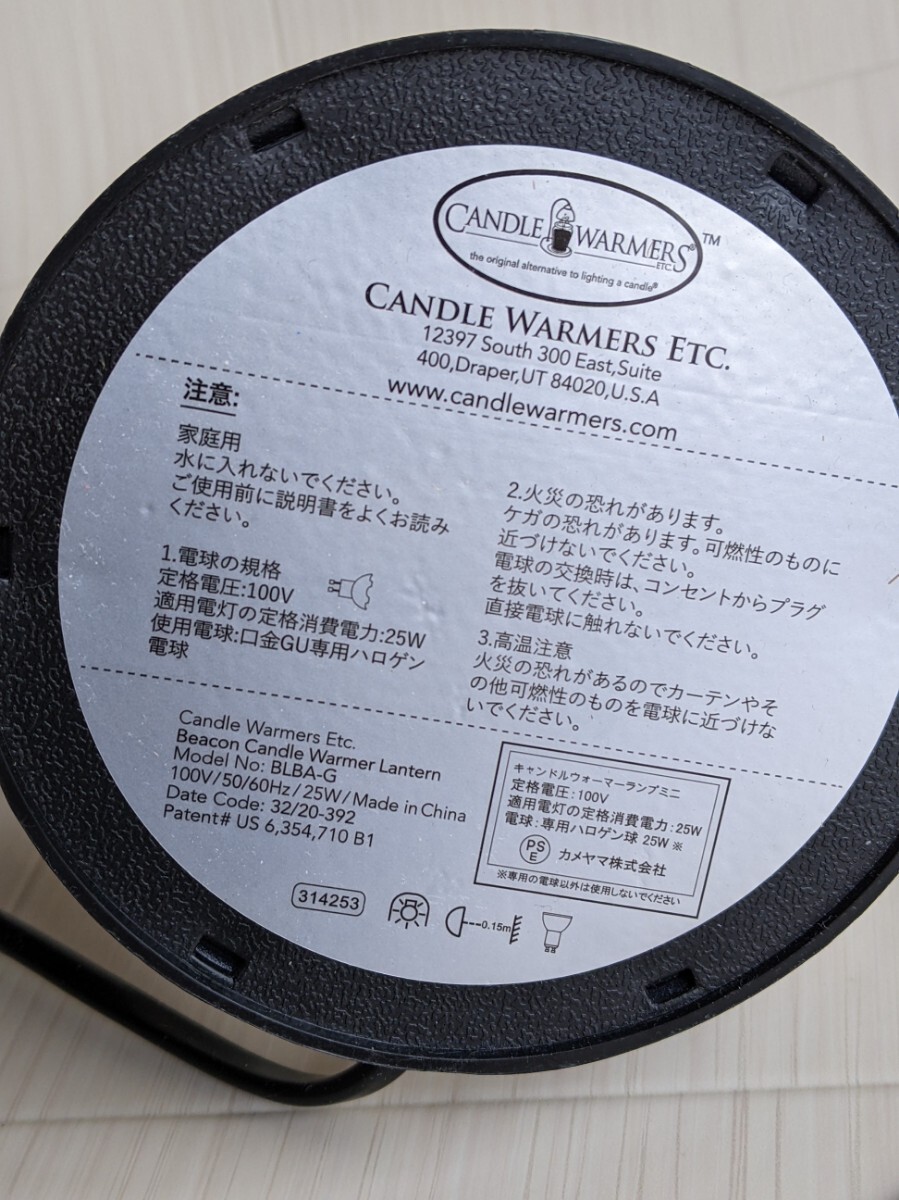 CANDLE WARMERS® ETC. ™
the original alternative to lighting a candle®
CANDLE WARMERS ETC.
12397 South 300 East,Suite
400,Draper,UT 84020,U.S.A
www.candlewarmers.com
注意:
家庭用
水に入れないでください。
ご使用前に説明書をよくお読み
ください。
1.電球の規格
定格電圧:100V
適用電灯の定格消費電力:25W
使用電球:口金GU専用ハロゲン
電球
2.火災の恐れがあります。
ケガの恐れがあります。可燃性のものに
近づけないでください。
電球の交換時は、コンセントからプラグ
を抜いてください。
直接電球に触れないでください。
3.高温注意
火災の恐れがあるのでカーテンやそ
の他可燃性のものを電球に近づけな
いでください。
Candle Warmers Etc.
Beacon Candle Warmer Lantern
Model No: BLBA-G
100V/50/60Hz/25W/Made in China
Date Code: 32/20-392
Patent# US 6,354,710 B1
キャンドルウォーマーランプミニ
定格電圧：100V
適用電灯の定格消費電力：25W
電球：専用ハロゲン球 25W ※
PSE カメヤマ株式会社
※専用の電球以外は使用しないでください
314253
0.15m